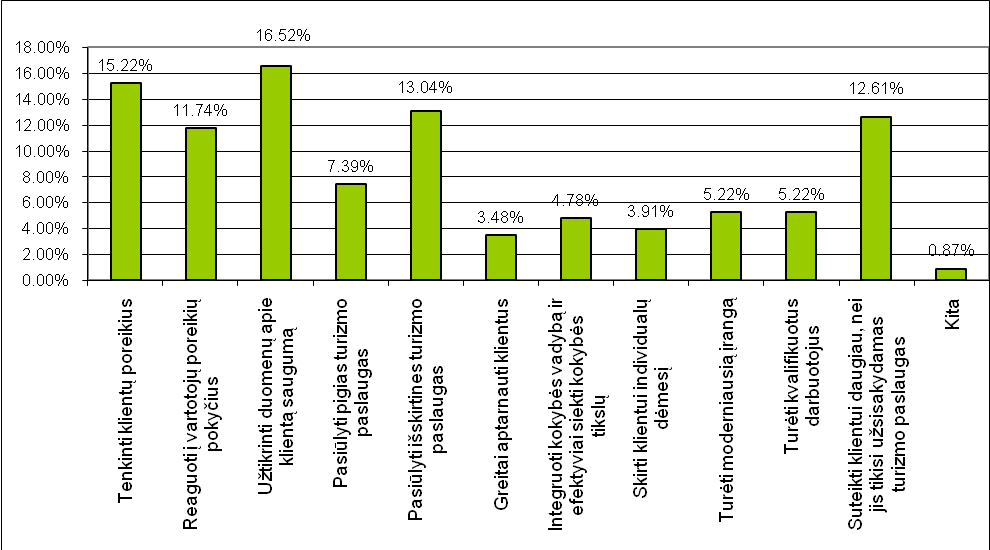 18.00%
16.00%
14.00%
12.00%
10.00%
8.00%
6.00%
4.00%
2.00%
0.00%
15.22%
11.74%
16.52%
7.39%
13.04%
3.48%
4.78%
3.91%
5.22%
5.22%
12.61%
0.87%
Tenkinti klientų poreikius
Reaguoti į vartotojų poreikių
pokyčius
Užtikrinti duomenų apie
klientą saugumą
Pasiūlyti pigias turizmo
paslaugas
Pasiūlyti išskirtines turizmo
paslaugas
Greitai aptarnauti klientus
Integruoti kokybės vadybą ir
efektyviai siekti kokybės
tikslų
Skirti klientui individualų
dėmesį
Turėti moderniausią įrangą
Turėti kvalifikuotus
darbuotojus
Suteikti klientui daugiau, nei
jis tikisi užsisakydamas
turizmo paslaugas
Kita